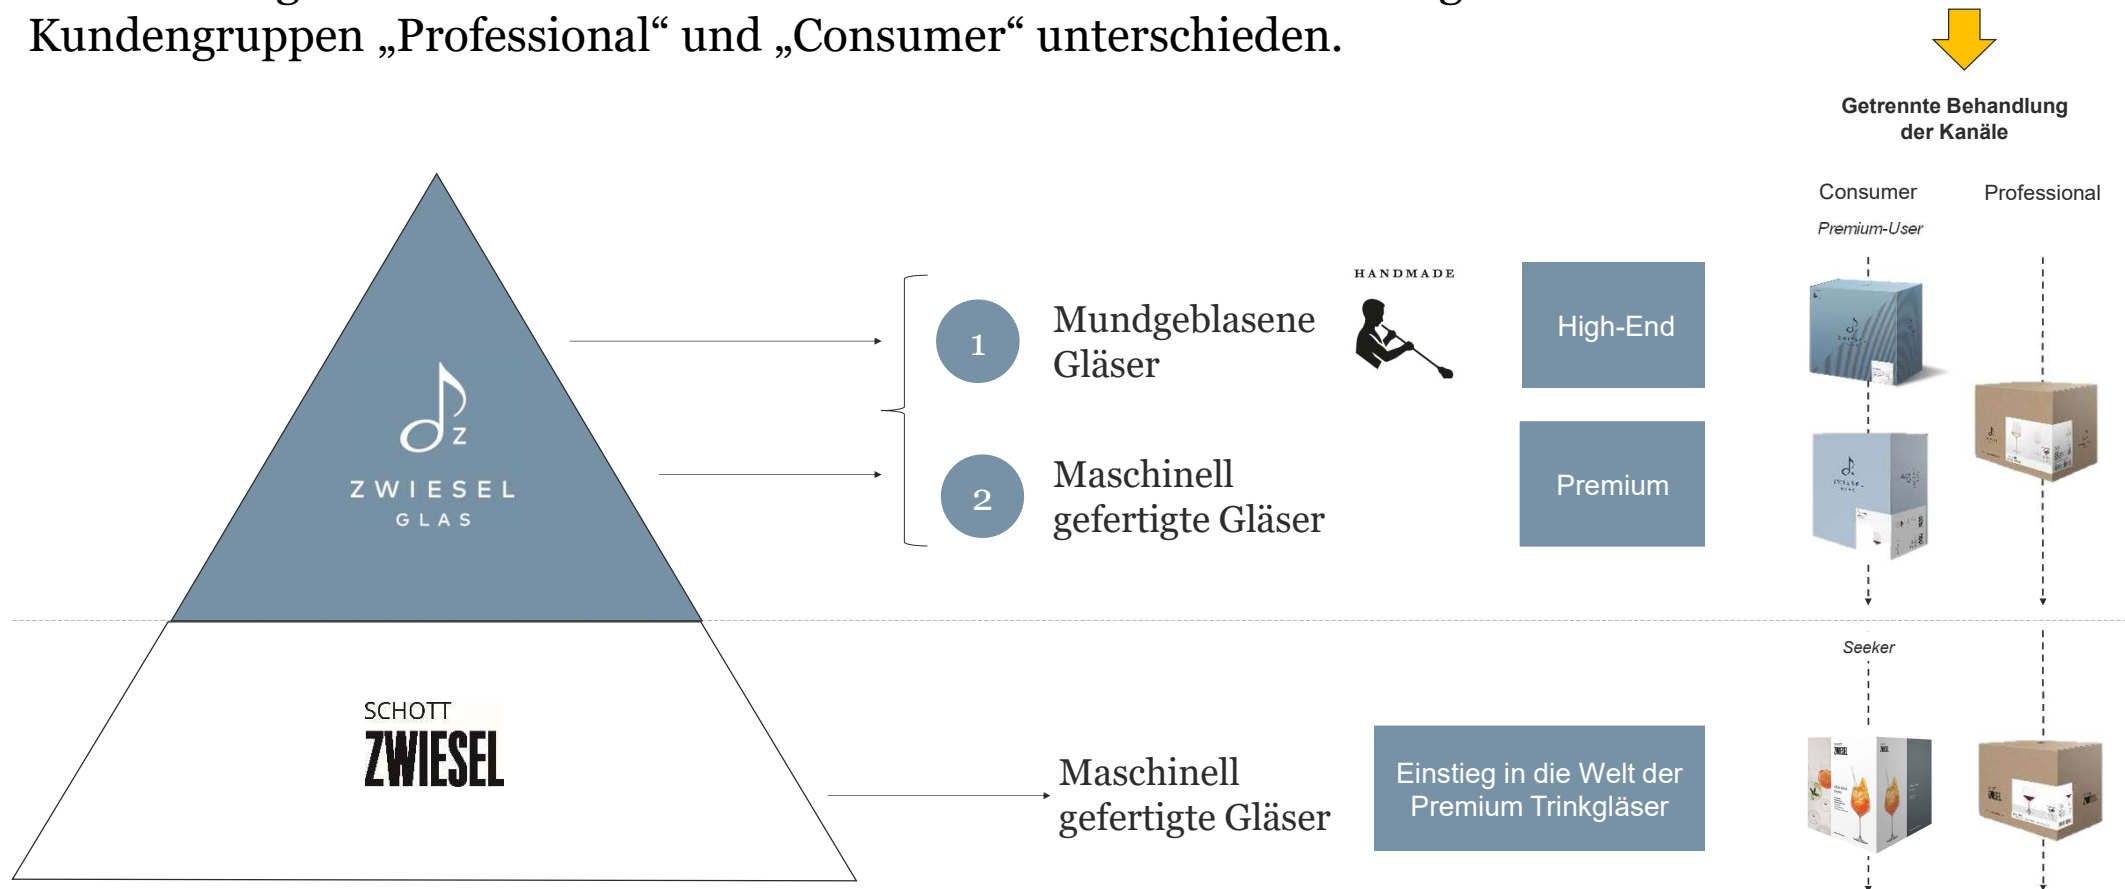 Kundengruppen „Professional“ und „Consumer“ unterschieden.
Getrennte Behandlung
der Kanäle
Consumer
Professional
Premium-User
HANDMADE
1
Mundgeblasene
Gläser
High-End
Z
ZWIESEL
GLAS
2
Maschinell
gefertigte Gläser
Premium
Seeker
SCHOTT
ZWIESEL
Maschinell
gefertigte Gläser
Einstieg in die Welt der
Premium Trinkgläser
ZWIESEL
ZWIESEL